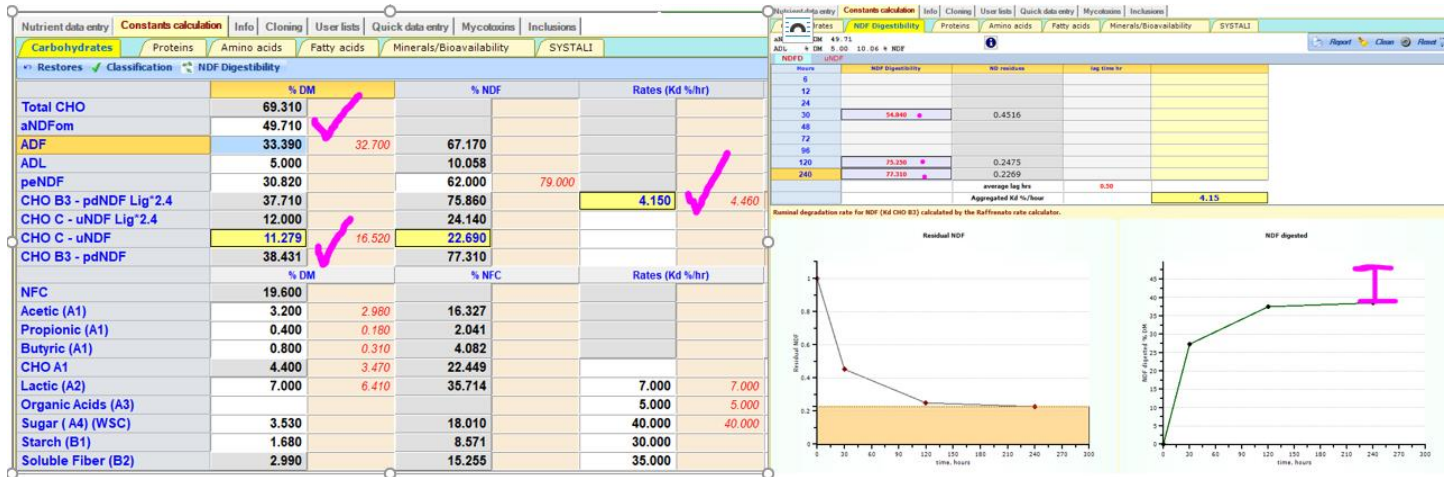 Nutrient data entry Constants calculation Info Cloning User lists Quick data entry Mycotoxins Inclusions
Carbohydrates Proteins Amino acids Fatty acids Minerals/Bioavailability SYSTALI
Restores Classification NDF Digestibility
% DM % NDF Rates (Kd %/hr)
Total CHO 69.310
aNDFom 49.710
ADF 33.390 32.700 67.170
ADL 5.000 10.058
peNDF 30.820 62.000 79.000
CHO B3 - pdNDF Lig*2.4 37.710 75.860 4.150 4.460
CHO C - uNDF Lig*2.4 12.000 24.140
CHO C - uNDF 11.279 16.520 22.690
CHO B3 - pdNDF 38.431 77.310
% DM % NFC Rates (Kd %/hr)
NFC 19.600
Acetic (A1) 3.200 2.980 16.327
Propionic (A1) 0.400 0.180 2.041
Butyric (A1) 0.800 0.310 4.082
CHO A1 4.400 3.470 22.449
Lactic (A2) 7.000 6.410 35.714 7.000 7.000
Organic Acids (A3) 5.000 5.000
Sugar ( A4) (WSC) 3.530 18.010 40.000 40.000
Starch (B1) 1.680 8.571 30.000
Soluble Fiber (B2) 2.990 15.255 35.000
Nutrient data entry Constants calculation Info Cloning User lists Quick data entry Mycotoxins Inclusions
NDF Digestibility Proteins Amino acids Fatty acids Minerals/Bioavailability SYSTALI
DM 49.71
ADL % DM 5.00 10.06 % NDF
Report Clean Reset
NDFD uNDF
Hours NDF Digestibility ND residues lag time hr
6
12
24
30 54.840 0.4516
48
72
96
120 75.250 0.2475
240 77.310 0.2269
average lag hrs 0.50
Aggregated Kd %/hour 4.15
Ruminal degradation rate for NDF (Kd CHO B3) calculated by the Raffrenato rate calculator.
Residual NDF
Residual NDF
1
0.8
0.6
0.4
0.2
0
0 30 60 90 120 150 180 210 240 270 300
time, hours
NDF digested
NDF digested % DM
45
40
35
30
25
20
15
10
5
0
0 30 60 90 120 150 180 210 240 270 300
time, hours